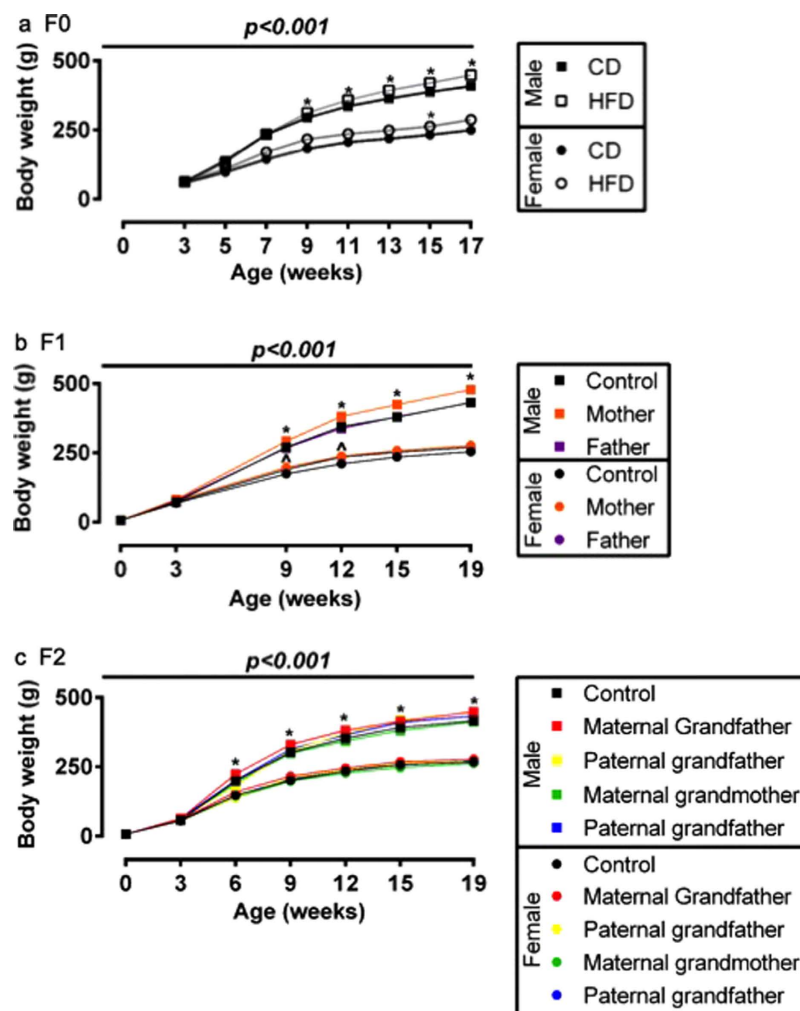 a F0
p<0.001
Body weight (g)
500
250
0
* * * * *
*
0 3 5 7 9 11 13 15 17
Age (weeks)
Male
CD
HFD
Female
CD
HFD
b F1
p<0.001
Body weight (g)
500
250
0
* * * *
^ ^
0 3 9 12 15 19
Age (weeks)
Male
Control
Mother
Father
Female
Control
Mother
Father
c F2
p<0.001
Body weight (g)
500
250
0
* * * * *
0 3 6 9 12 15 19
Age (weeks)
Male
Control
Maternal Grandfather
Paternal grandfather
Maternal grandmother
Paternal grandfather
Female
Control
Maternal Grandfather
Paternal grandfather
Maternal grandmother
Paternal grandfather